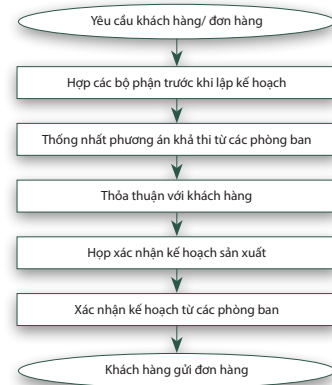 Yêu cầu khách hàng/ đơn hàng
Hợp các bộ phận trước khi lập kế hoạch
Thống nhất phương án khả thi từ các phòng ban
Thỏa thuận với khách hàng
Họp xác nhận kế hoạch sản xuất
Xác nhận kế hoạch từ các phòng ban
Khách hàng gửi đơn hàng